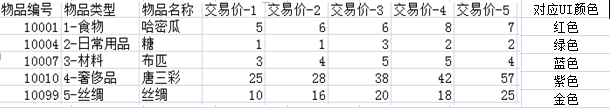 物品编号 物品类型 物品名称 交易价-1 交易价-2 交易价-3 交易价-4 交易价-5 对应UI颜色
10001 1-食物 哈密瓜 5 6 6 8 7 红色
10004 2-日常用品 糖 1 1 3 2 2 绿色
10007 3-材料 布匹 3 4 5 5 4 蓝色
10010 4-奢侈品 唐三彩 25 28 38 42 57 紫色
10099 5-丝绸 丝绸 10 16 20 18 25 金色